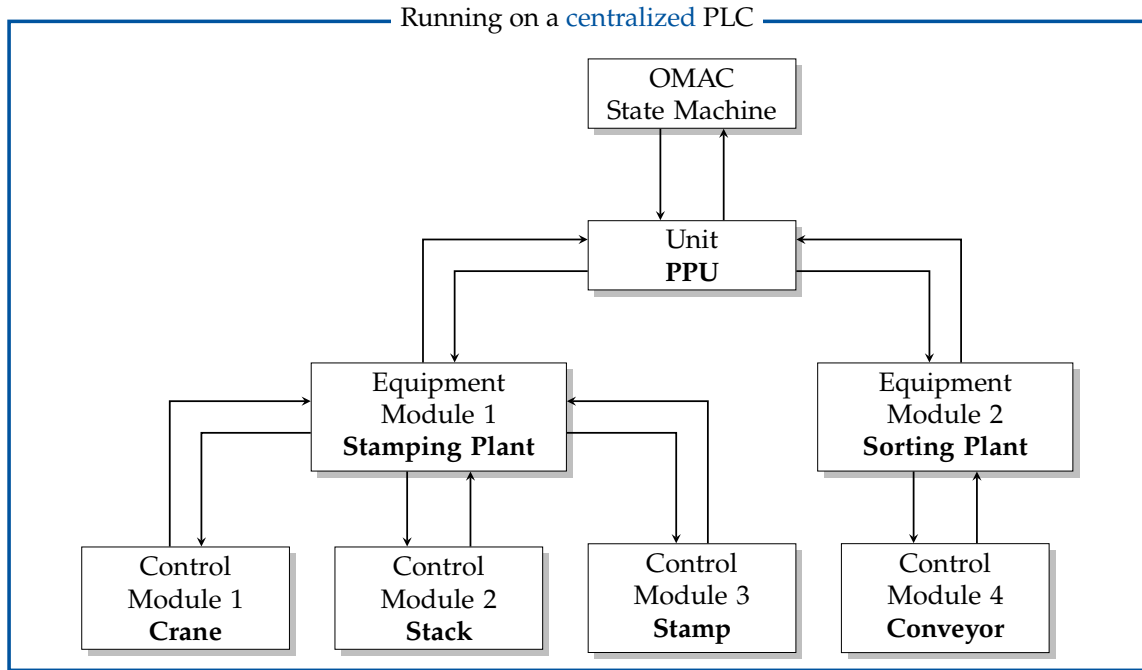 Running on a centralized PLC
OMAC
State Machine
Unit
PPU
Equipment
Module 1
Stamping Plant
Equipment
Module 2
Sorting Plant
Control
Module 1
Crane
Control
Module 2
Stack
Control
Module 3
Stamp
Control
Module 4
Conveyor